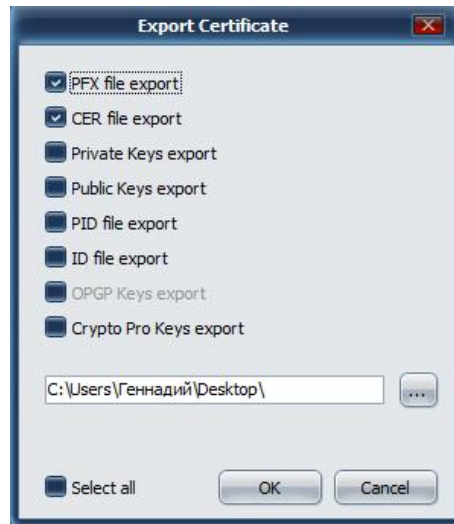 Export Certificate
PFX file export
CER file export
Private Keys export
Public Keys export
PID file export
ID file export
OPGP Keys export
Crypto Pro Keys export
C:\Users\Геннадий\Desktop\
...
Select all OK Cancel